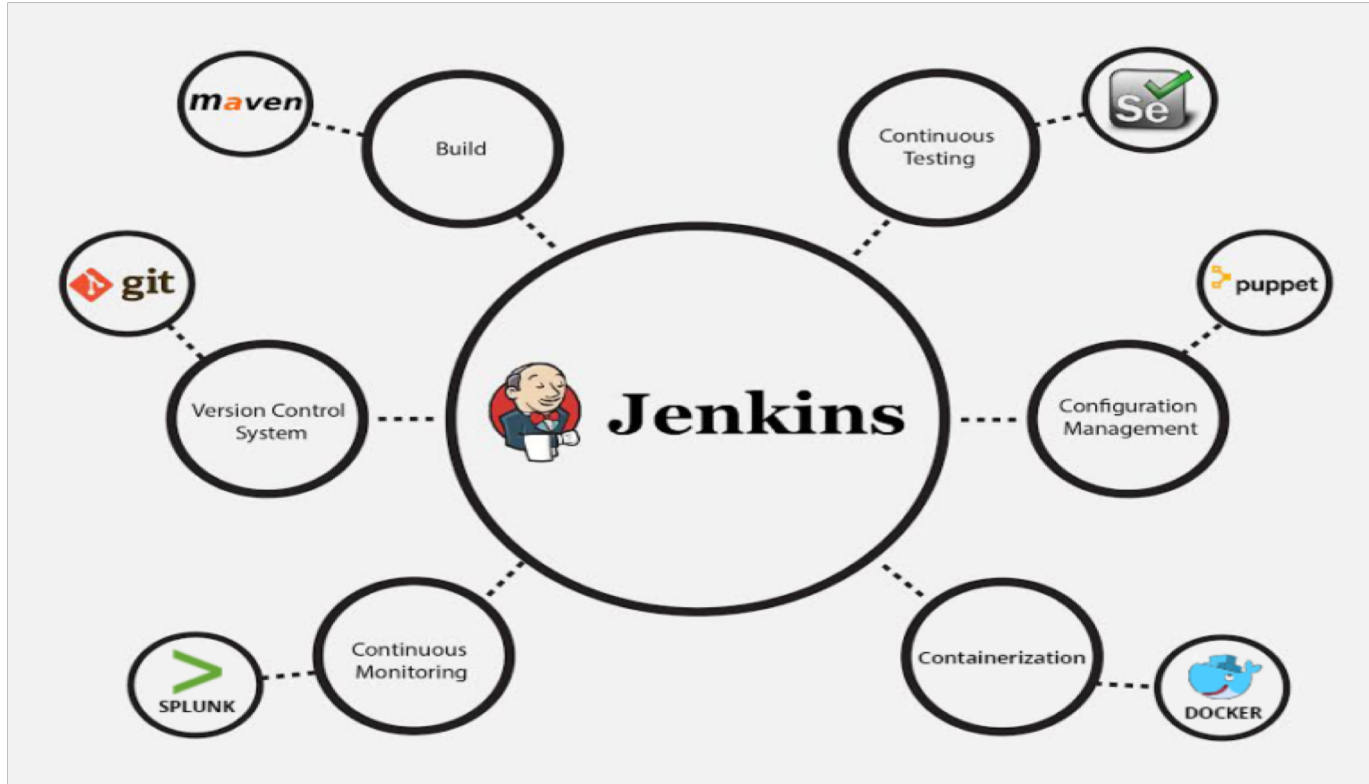 maven
Build
Continuous
Testing
Se
git
puppet
Version Control
System
Jenkins
Configuration
Management
Continuous
Monitoring
SPLUNK
Containerization
DOCKER